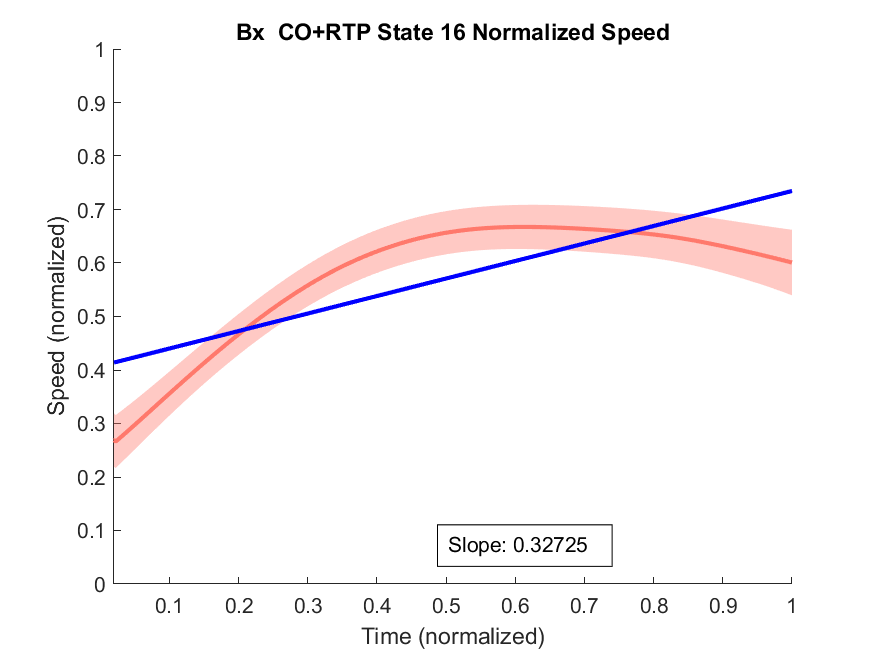 Bx  CO+RTP State 16 Normalized Speed
1
0.9
0.8
0.7
0.6
0.5
0.4
0.3
0.2
0.1
0
Speed (normalized)
Slope: 0.32725
0.1 0.2 0.3 0.4 0.5 0.6 0.7 0.8 0.9 1
Time (normalized)